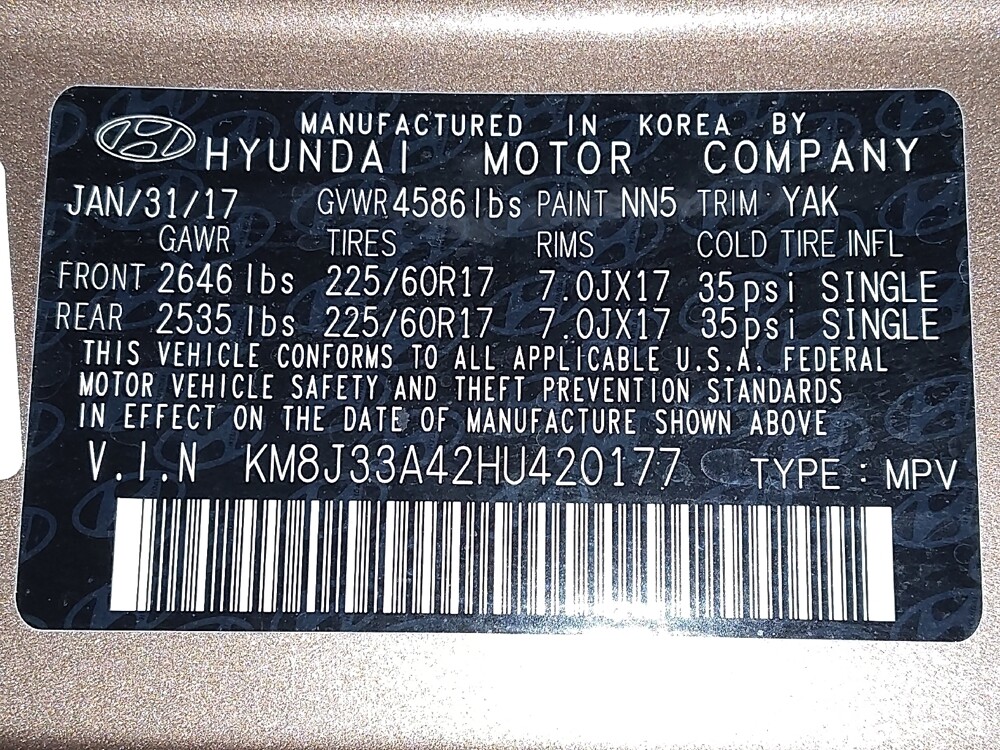 MANUFACTURED IN KOREA BY
HYUNDAI MOTOR COMPANY
JAN/31/17 GVWR 4586 lbs PAINT NN5 TRIM YAK
GAWR TIRES RIMS COLD TIRE INFL
FRONT 2646 lbs 225/60R17 7.0JX17 35psi SINGLE
REAR 2535 lbs 225/60R17 7.0JX17 35psi SINGLE
THIS VEHICLE CONFORMS TO ALL APPLICABLE U.S.A. FEDERAL
MOTOR VEHICLE SAFETY AND THEFT PREVENTION STANDARDS
IN EFFECT ON THE DATE OF MANUFACTURE SHOWN ABOVE
V.I.N KM8J33A42HU420177 TYPE : MPV